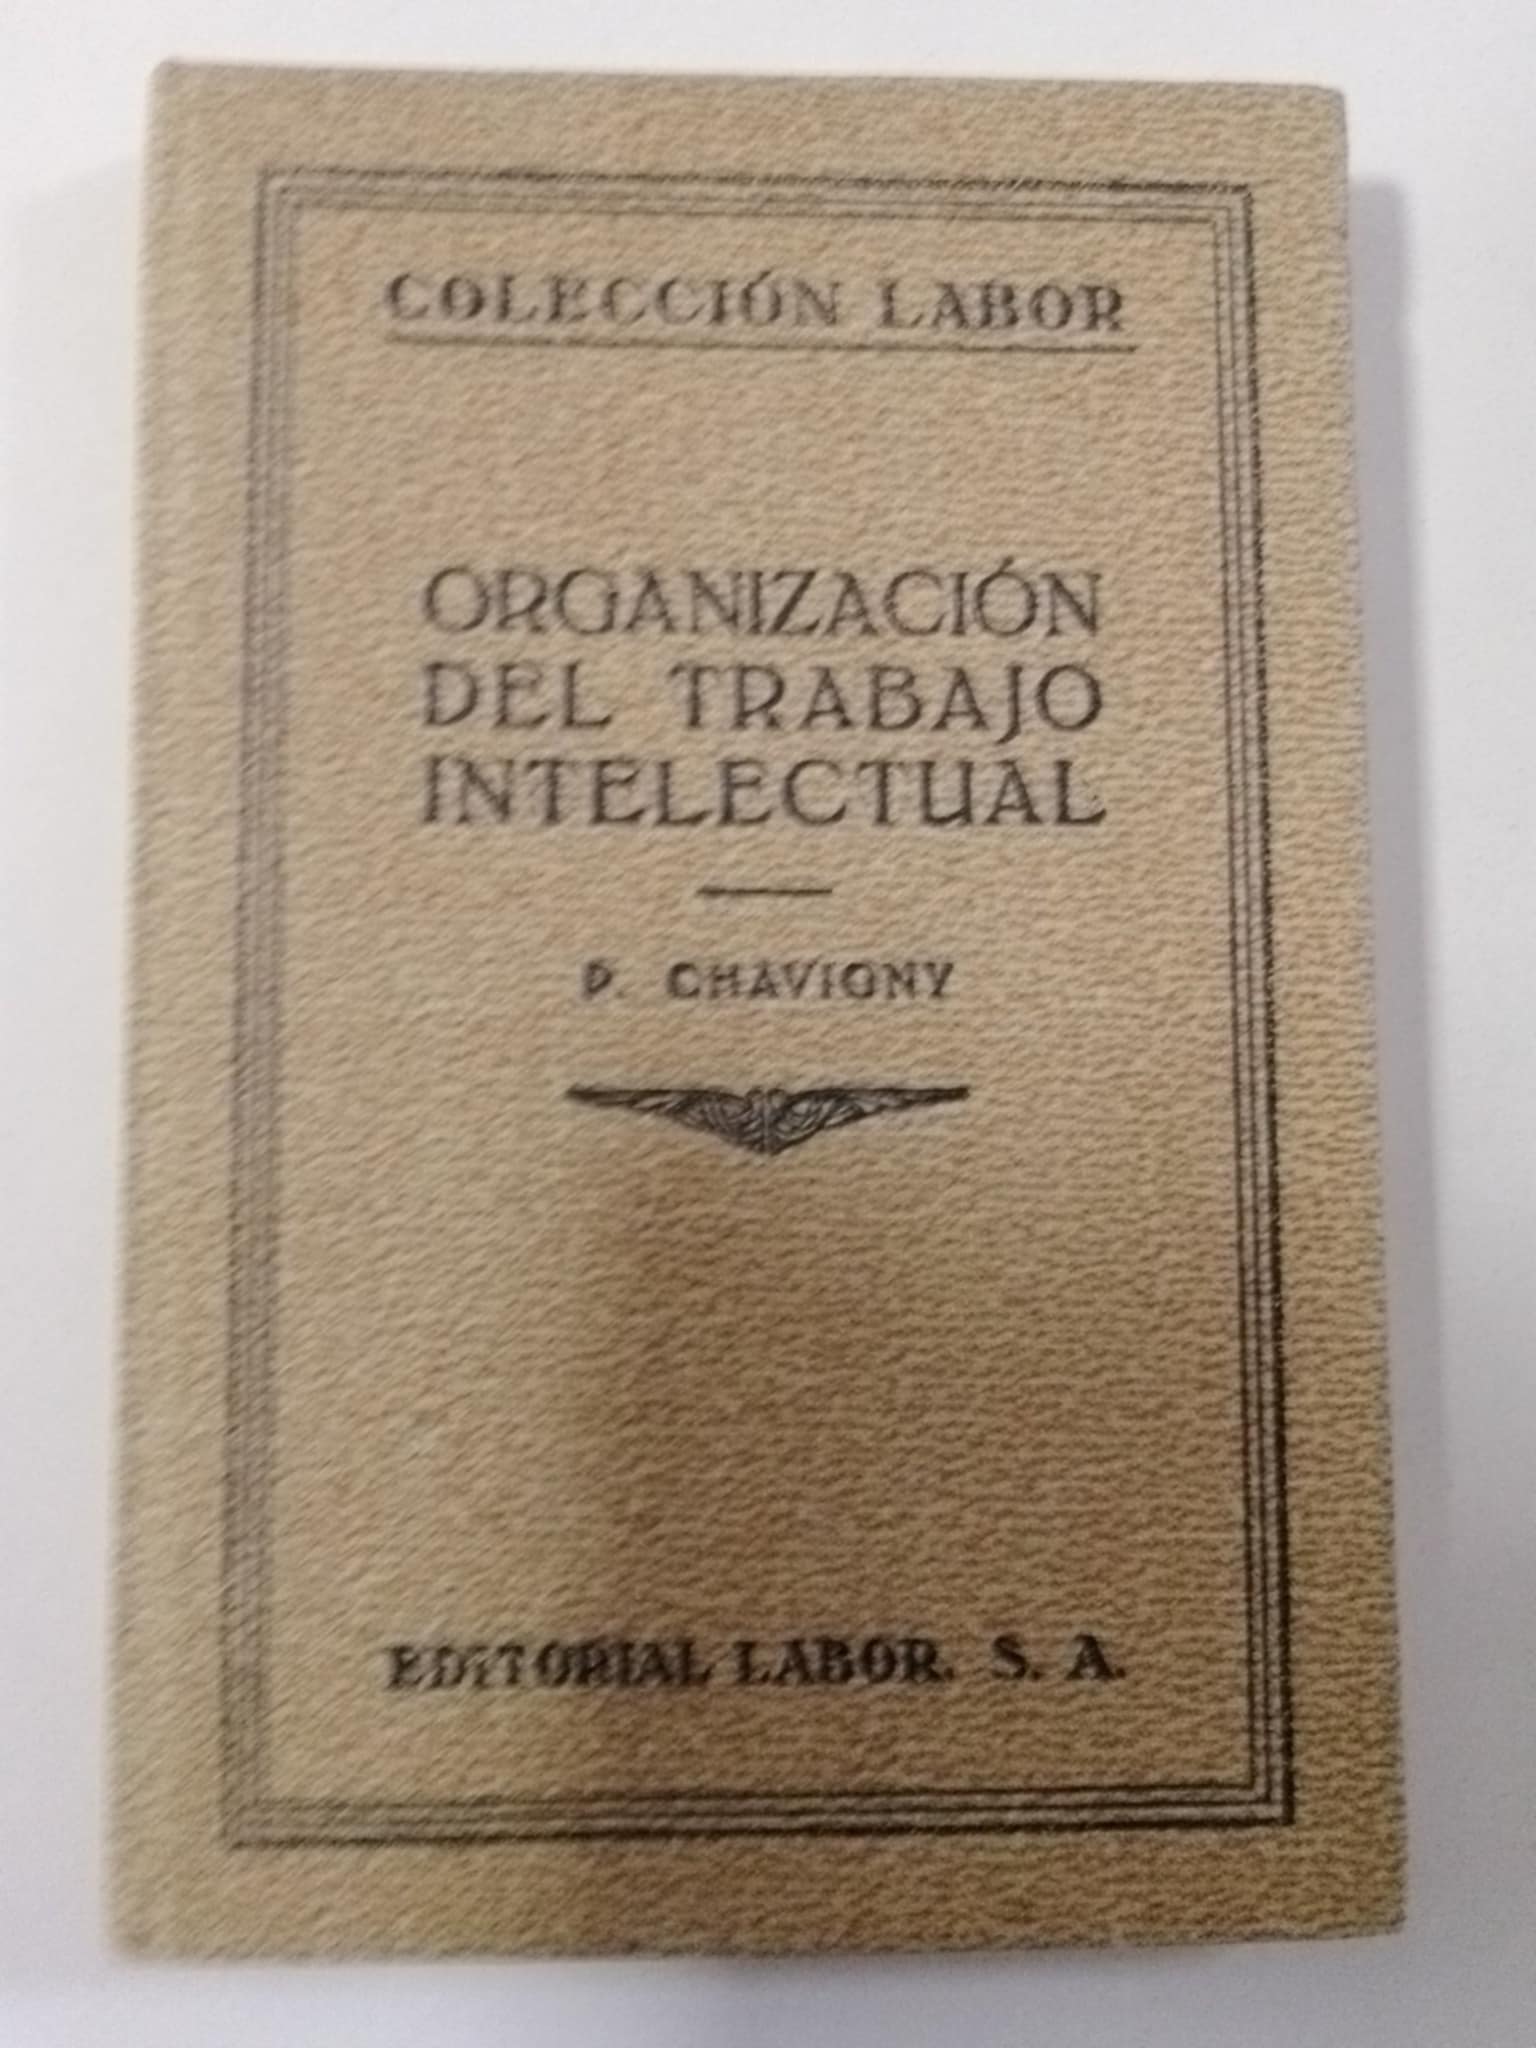 COLECCIÓN LABOR
ORGANIZACIÓN
DEL TRABAJO
INTELECTUAL
P. CHAVIGNY
EDITORIAL LABOR, S. A.